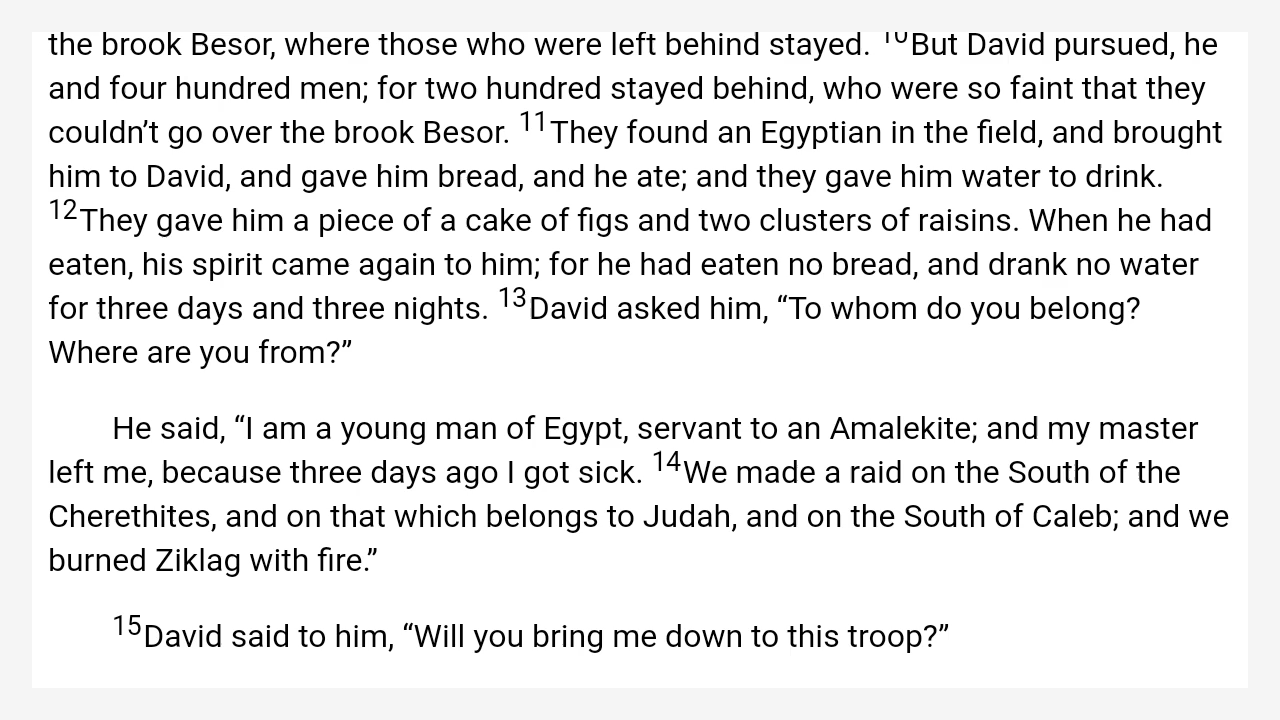 the brook Besor, where those who were left behind stayed. 10But David pursued, he
and four hundred men; for two hundred stayed behind, who were so faint that they
couldn’t go over the brook Besor. 11They found an Egyptian in the field, and brought
him to David, and gave him bread, and he ate; and they gave him water to drink.
12They gave him a piece of a cake of figs and two clusters of raisins. When he had
eaten, his spirit came again to him; for he had eaten no bread, and drank no water
for three days and three nights. 13David asked him, “To whom do you belong?
Where are you from?”
He said, “I am a young man of Egypt, servant to an Amalekite; and my master
left me, because three days ago I got sick. 14We made a raid on the South of the
Cherethites, and on that which belongs to Judah, and on the South of Caleb; and we
burned Ziklag with fire.”
15David said to him, “Will you bring me down to this troop?”